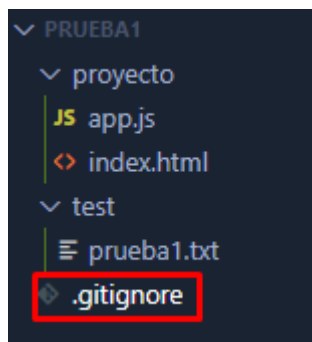 PRUEBA1
proyecto
JS app.js
<> index.html
test
prueba1.txt
.gitignore